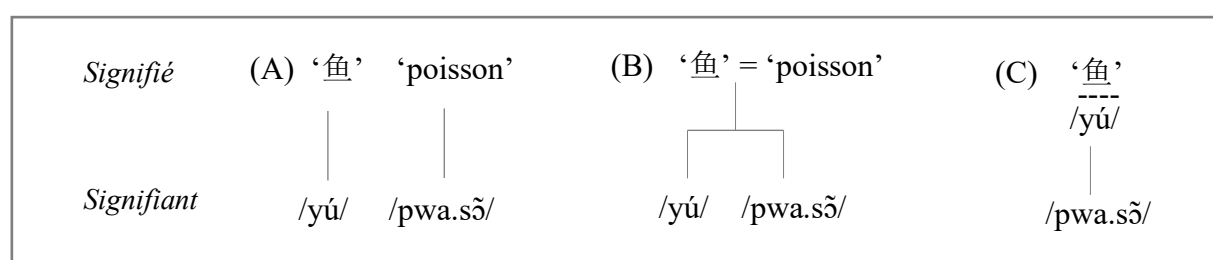 Signifié (A) ‘鱼’ ‘poisson’ (B) ‘鱼’ = ‘poisson’ (C) ‘鱼’
/yú/
Signifiant /yú/ /pwa.sɔ̃/ /yú/ /pwa.sɔ̃/ /pwa.sɔ̃/